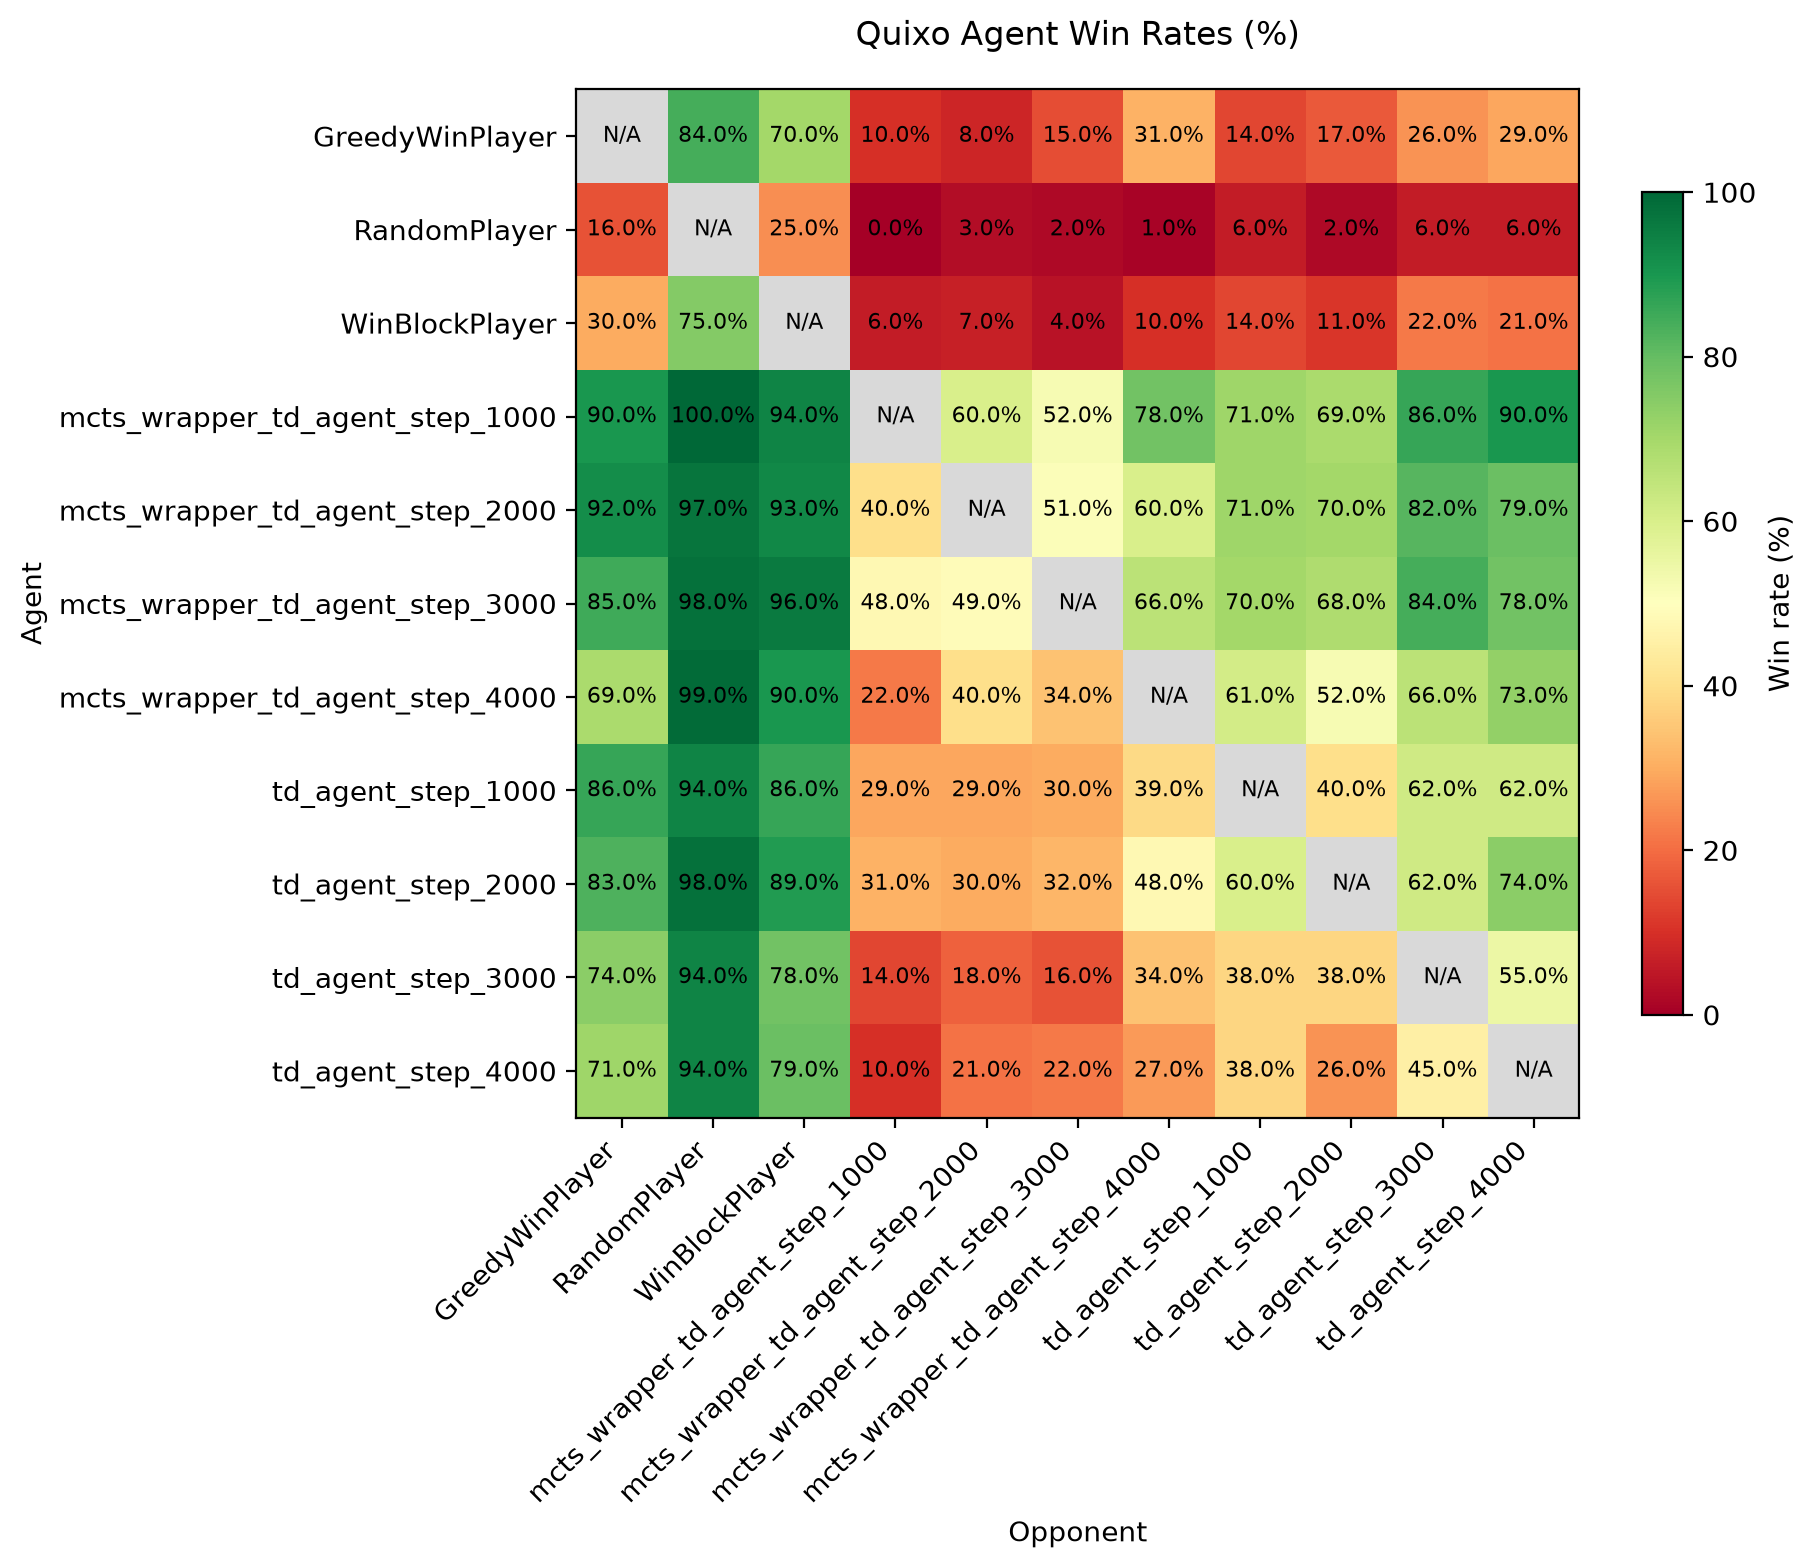 Quixo Agent Win Rates (%)
GreedyWinPlayer N/A 84.0% 70.0% 10.0% 8.0% 15.0% 31.0% 14.0% 17.0% 26.0% 29.0%
RandomPlayer 16.0% N/A 25.0% 0.0% 3.0% 2.0% 1.0% 6.0% 2.0% 6.0% 6.0%
WinBlockPlayer 30.0% 75.0% N/A 6.0% 7.0% 4.0% 10.0% 14.0% 11.0% 22.0% 21.0%
mcts_wrapper_td_agent_step_1000 90.0% 100.0% 94.0% N/A 60.0% 52.0% 78.0% 71.0% 69.0% 86.0% 90.0%
mcts_wrapper_td_agent_step_2000 92.0% 97.0% 93.0% 40.0% N/A 51.0% 60.0% 71.0% 70.0% 82.0% 79.0%
mcts_wrapper_td_agent_step_3000 85.0% 98.0% 96.0% 48.0% 49.0% N/A 66.0% 70.0% 68.0% 84.0% 78.0%
mcts_wrapper_td_agent_step_4000 69.0% 99.0% 90.0% 22.0% 40.0% 34.0% N/A 61.0% 52.0% 66.0% 73.0%
td_agent_step_1000 86.0% 94.0% 86.0% 29.0% 29.0% 30.0% 39.0% N/A 40.0% 62.0% 62.0%
td_agent_step_2000 83.0% 98.0% 89.0% 31.0% 30.0% 32.0% 48.0% 60.0% N/A 62.0% 74.0%
td_agent_step_3000 74.0% 94.0% 78.0% 14.0% 18.0% 16.0% 34.0% 38.0% 38.0% N/A 55.0%
td_agent_step_4000 71.0% 94.0% 79.0% 10.0% 21.0% 22.0% 27.0% 38.0% 26.0% 45.0% N/A
Agent
GreedyWinPlayer
RandomPlayer
WinBlockPlayer
mcts_wrapper_td_agent_step_1000
mcts_wrapper_td_agent_step_2000
mcts_wrapper_td_agent_step_3000
mcts_wrapper_td_agent_step_4000
td_agent_step_1000
td_agent_step_2000
td_agent_step_3000
td_agent_step_4000
Opponent
100
80
60
40
20
0
Win rate (%)